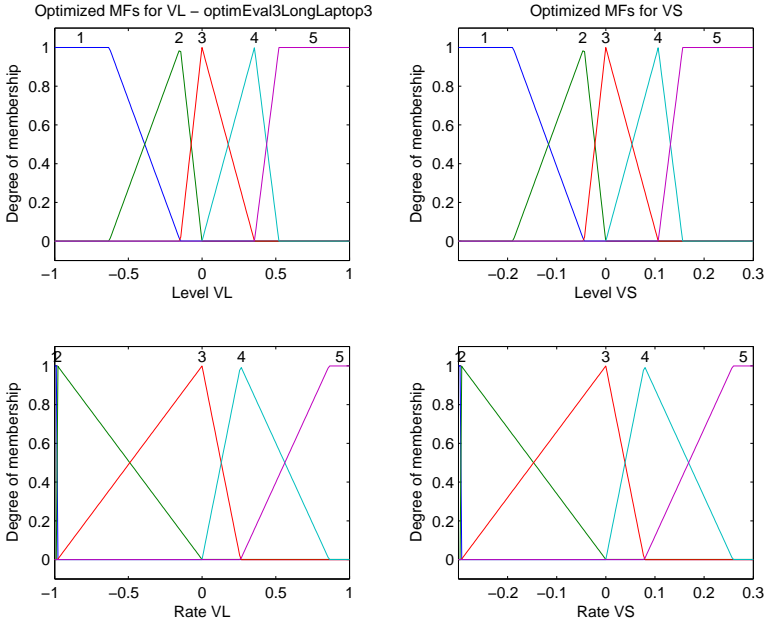 Optimized MFs for VL − optimEval3LongLaptop3
1 2 3 4 5
1
0.8
0.6
0.4
0.2
0
Degree of membership
−1 −0.5 0 0.5 1
Level VL
Optimized MFs for VS
1 2 3 4 5
1
0.8
0.6
0.4
0.2
0
Degree of membership
−0.2 −0.1 0 0.1 0.2 0.3
Level VS
2 3 4 5
1
0.8
0.6
0.4
0.2
0
Degree of membership
−1 −0.5 0 0.5 1
Rate VL
2 3 4 5
1
0.8
0.6
0.4
0.2
0
Degree of membership
−0.2 −0.1 0 0.1 0.2 0.3
Rate VS